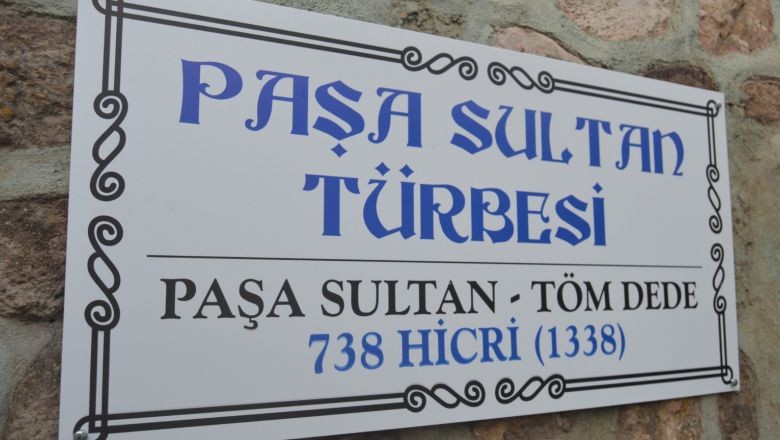 PAŞA SULTAN
TÜRBESİ
PAŞA SULTAN - TÖM DEDE
738 HİCRİ (1338)